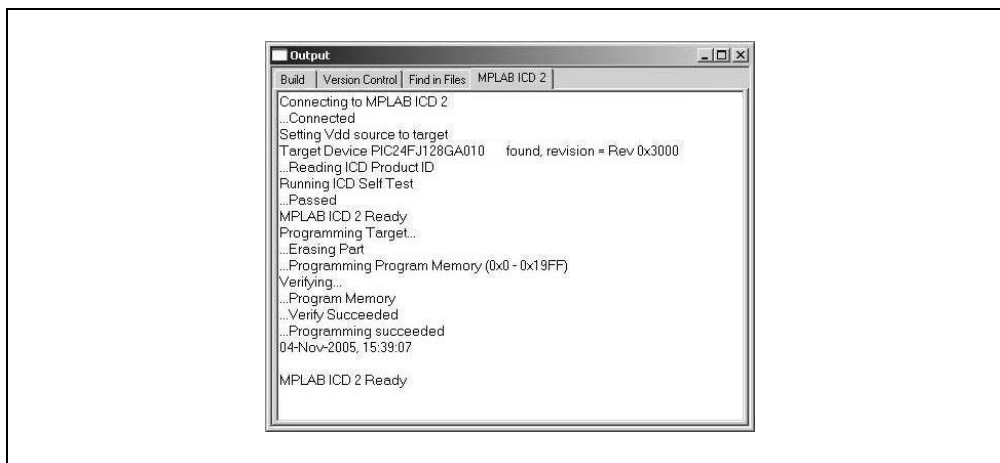 Output
Build Version Control Find in Files MPLAB ICD 2
Connecting to MPLAB ICD 2
...Connected
Setting Vdd source to target
Target Device PIC24FJ128GA010 found, revision = Rev 0x3000
...Reading ICD Product ID
Running ICD Self Test
...Passed
MPLAB ICD 2 Ready
Programming Target...
...Erasing Part
...Programming Program Memory (0x0 - 0x19FF)
Verifying...
...Program Memory
...Verify Succeeded
...Programming succeeded
04-Nov-2005, 15:39:07
MPLAB ICD 2 Ready